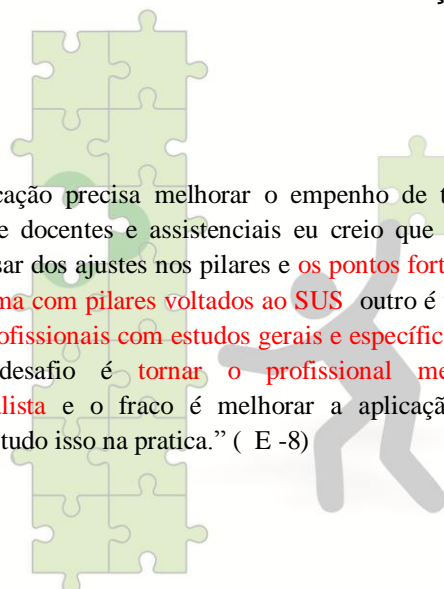 cação precisa melhorar o empenho de t
e docentes e assistenciais eu creio que
sar dos ajustes nos pilares e os pontos fort
ma com pilares voltados ao SUS outro é
ofissionais com estudos gerais e específic
desafio é tornar o profissional me
alista e o fraco é melhorar a aplicaçã
tudo isso na pratica.” ( E -8)